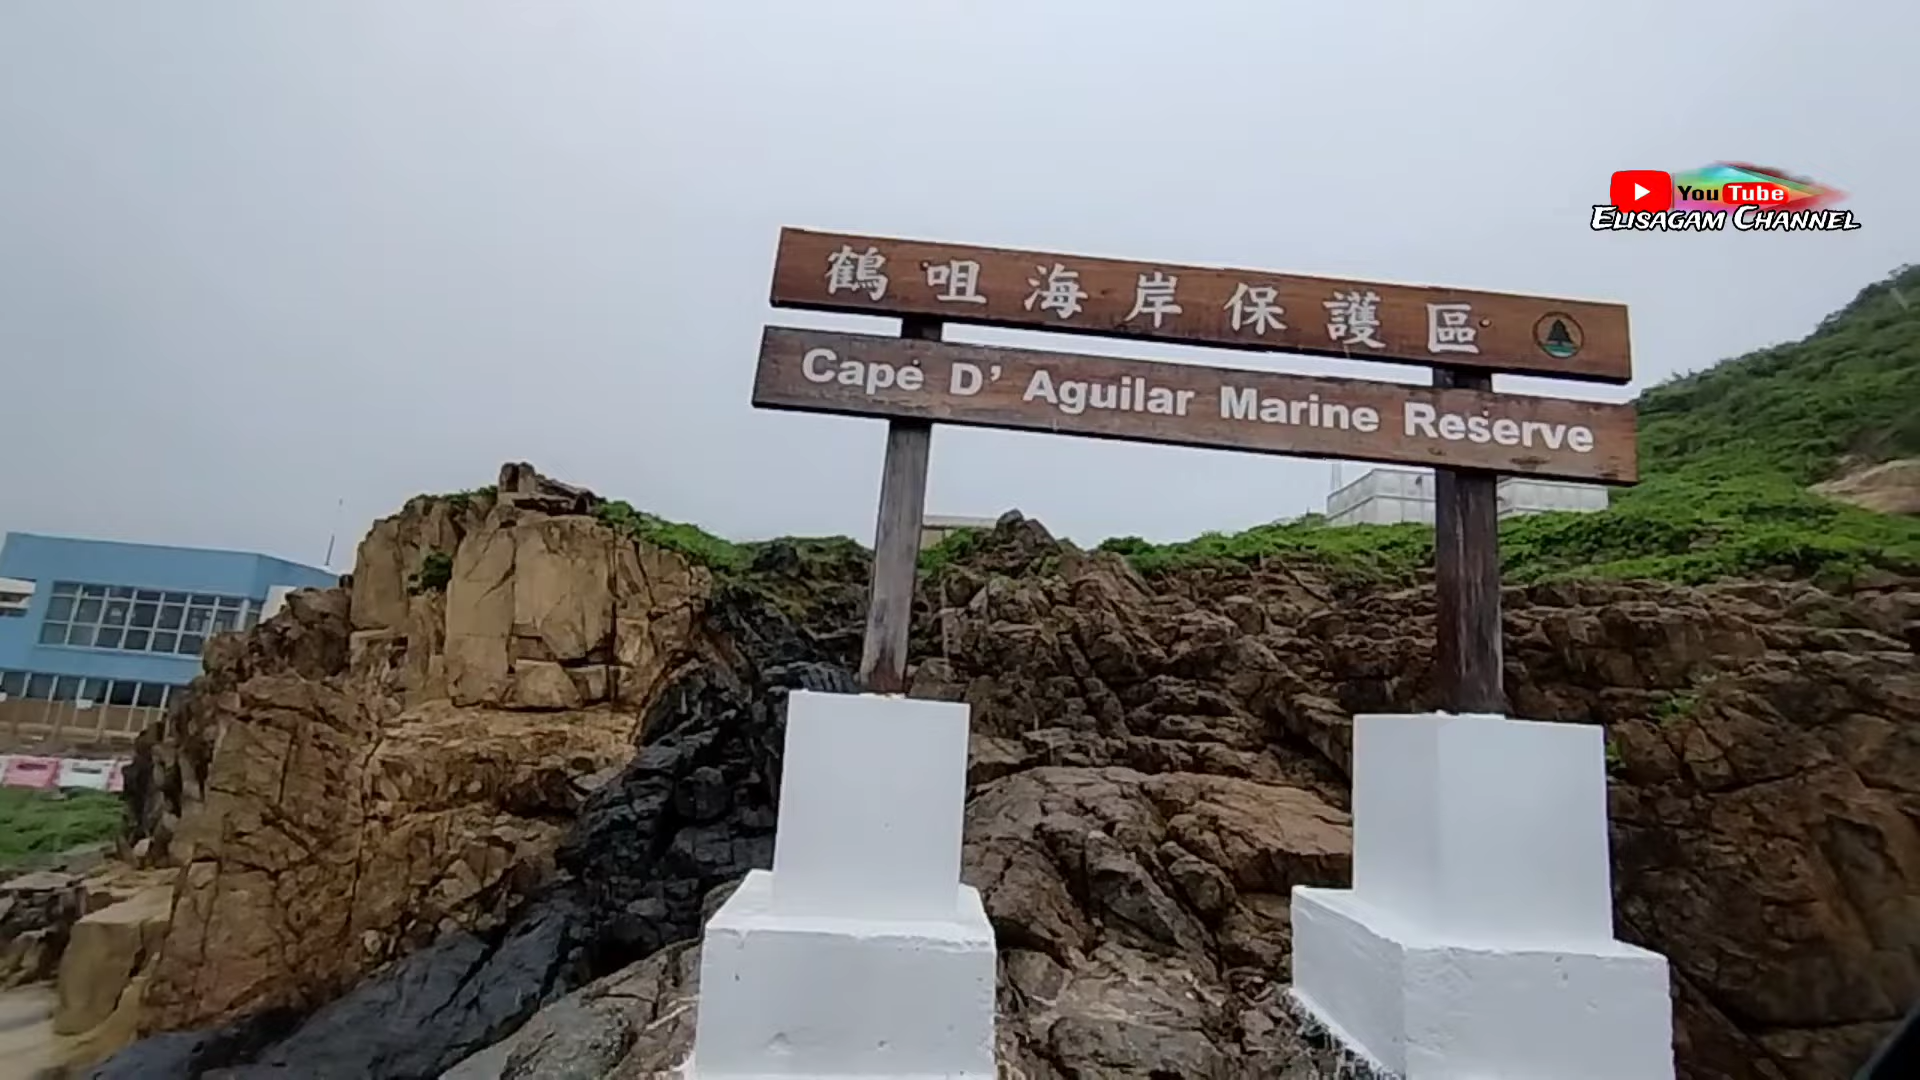 YouTube
Elisagam Channel
鶴咀海岸保護區
Cape D' Aguilar Marine Reserve